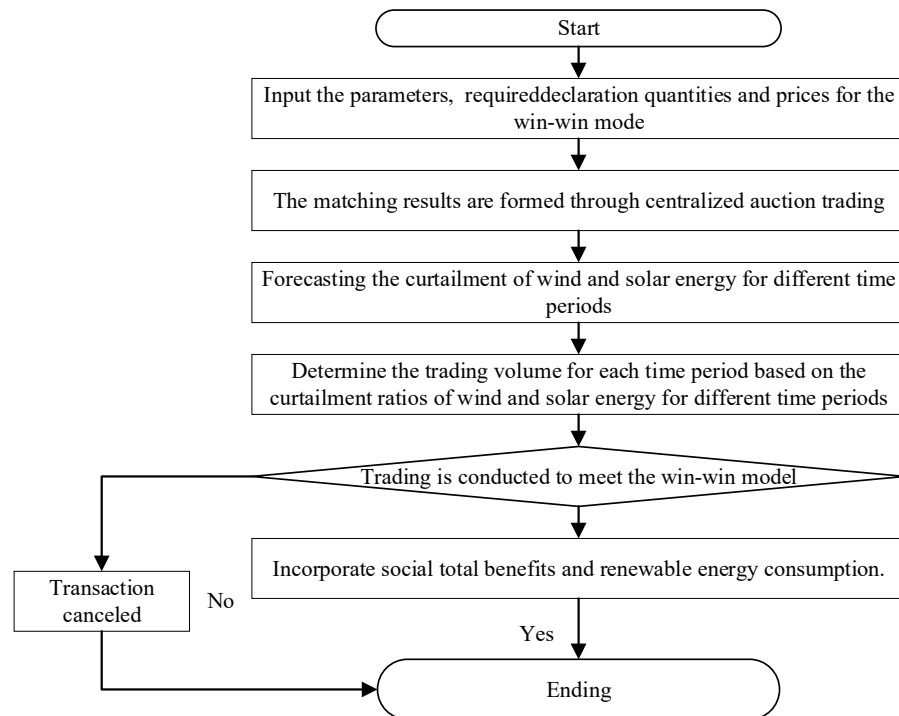 Start
Input the parameters, requireddeclaration quantities and prices for the
win-win mode
The matching results are formed through centralized auction trading
Forecasting the curtailment of wind and solar energy for different time
periods
Determine the trading volume for each time period based on the
curtailment ratios of wind and solar energy for different time periods
Trading is conducted to meet the win-win model
Incorporate social total benefits and renewable energy consumption.
Transaction
canceled
No
Yes
Ending